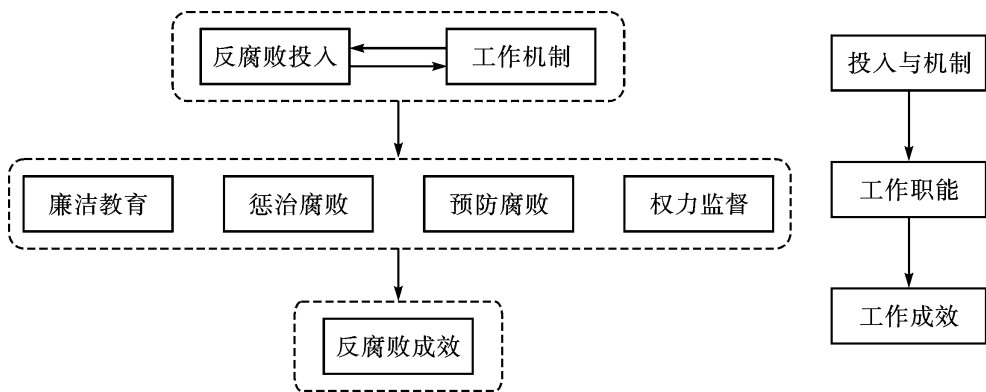 反腐败投入
工作机制
投入与机制
廉洁教育
惩治腐败
预防腐败
权力监督
工作职能
反腐败成效
工作成效